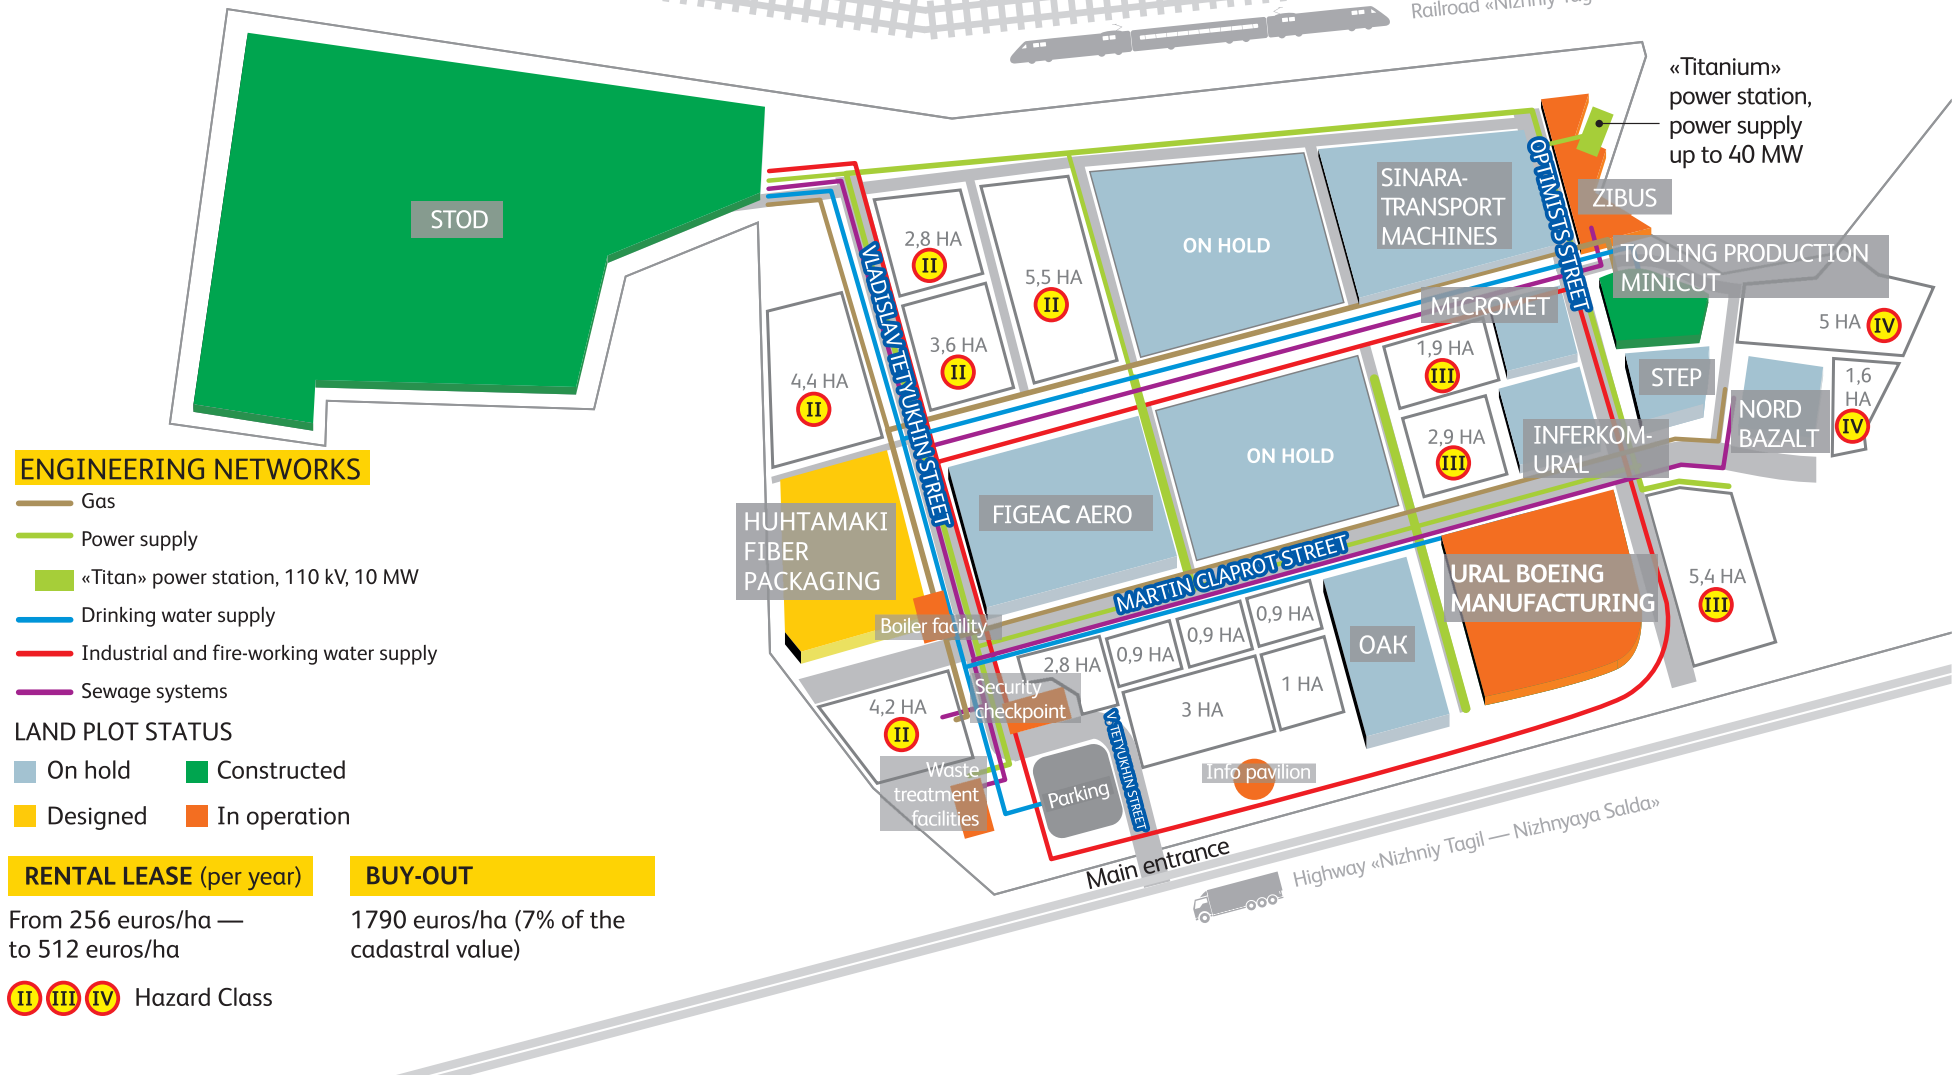 Railroad «Nizhniy Tag
«Titanium»
power station,
power supply
up to 40 MW
STOD
SINARA-
TRANSPORT
MACHINES
OPTIMISTS STREET
ZIBUS
ON HOLD
2,8 HA
II
5,5 HA
II
TOOLING PRODUCTION
MINICUT
VLADISLAV TETYUKHIN STREET
3,6 HA
II
MICROMET
5 HA
IV
4,4 HA
II
1,9 HA
III
STEP
1,6
HA
IV
NORD
BAZALT
2,9 HA
III
INFERKOM-
URAL
ON HOLD
FIGEAC AERO
HUHTAMAKI
FIBER
PACKAGING
MARTIN CLAPROT STREET
URAL BOEING
MANUFACTURING
5,4 HA
III
Boiler facility
2,8 HA
0,9 HA
0,9 HA
0,9 HA
OAK
Security
checkpoint
4,2 HA
II
3 HA
1 HA
V. TETYUKHIN STREET
Waste
treatment
facilities
Parking
Info pavilion
Main entrance
Highway «Nizhniy Tagil — Nizhnyaya Salda»
ENGINEERING NETWORKS
Gas
Power supply
«Titan» power station, 110 kV, 10 MW
Drinking water supply
Industrial and fire-working water supply
Sewage systems
LAND PLOT STATUS
On hold
Constructed
Designed
In operation
RENTAL LEASE (per year)
From 256 euros/ha —
to 512 euros/ha
BUY-OUT
1790 euros/ha (7% of the
cadastral value)
II III IV Hazard Class